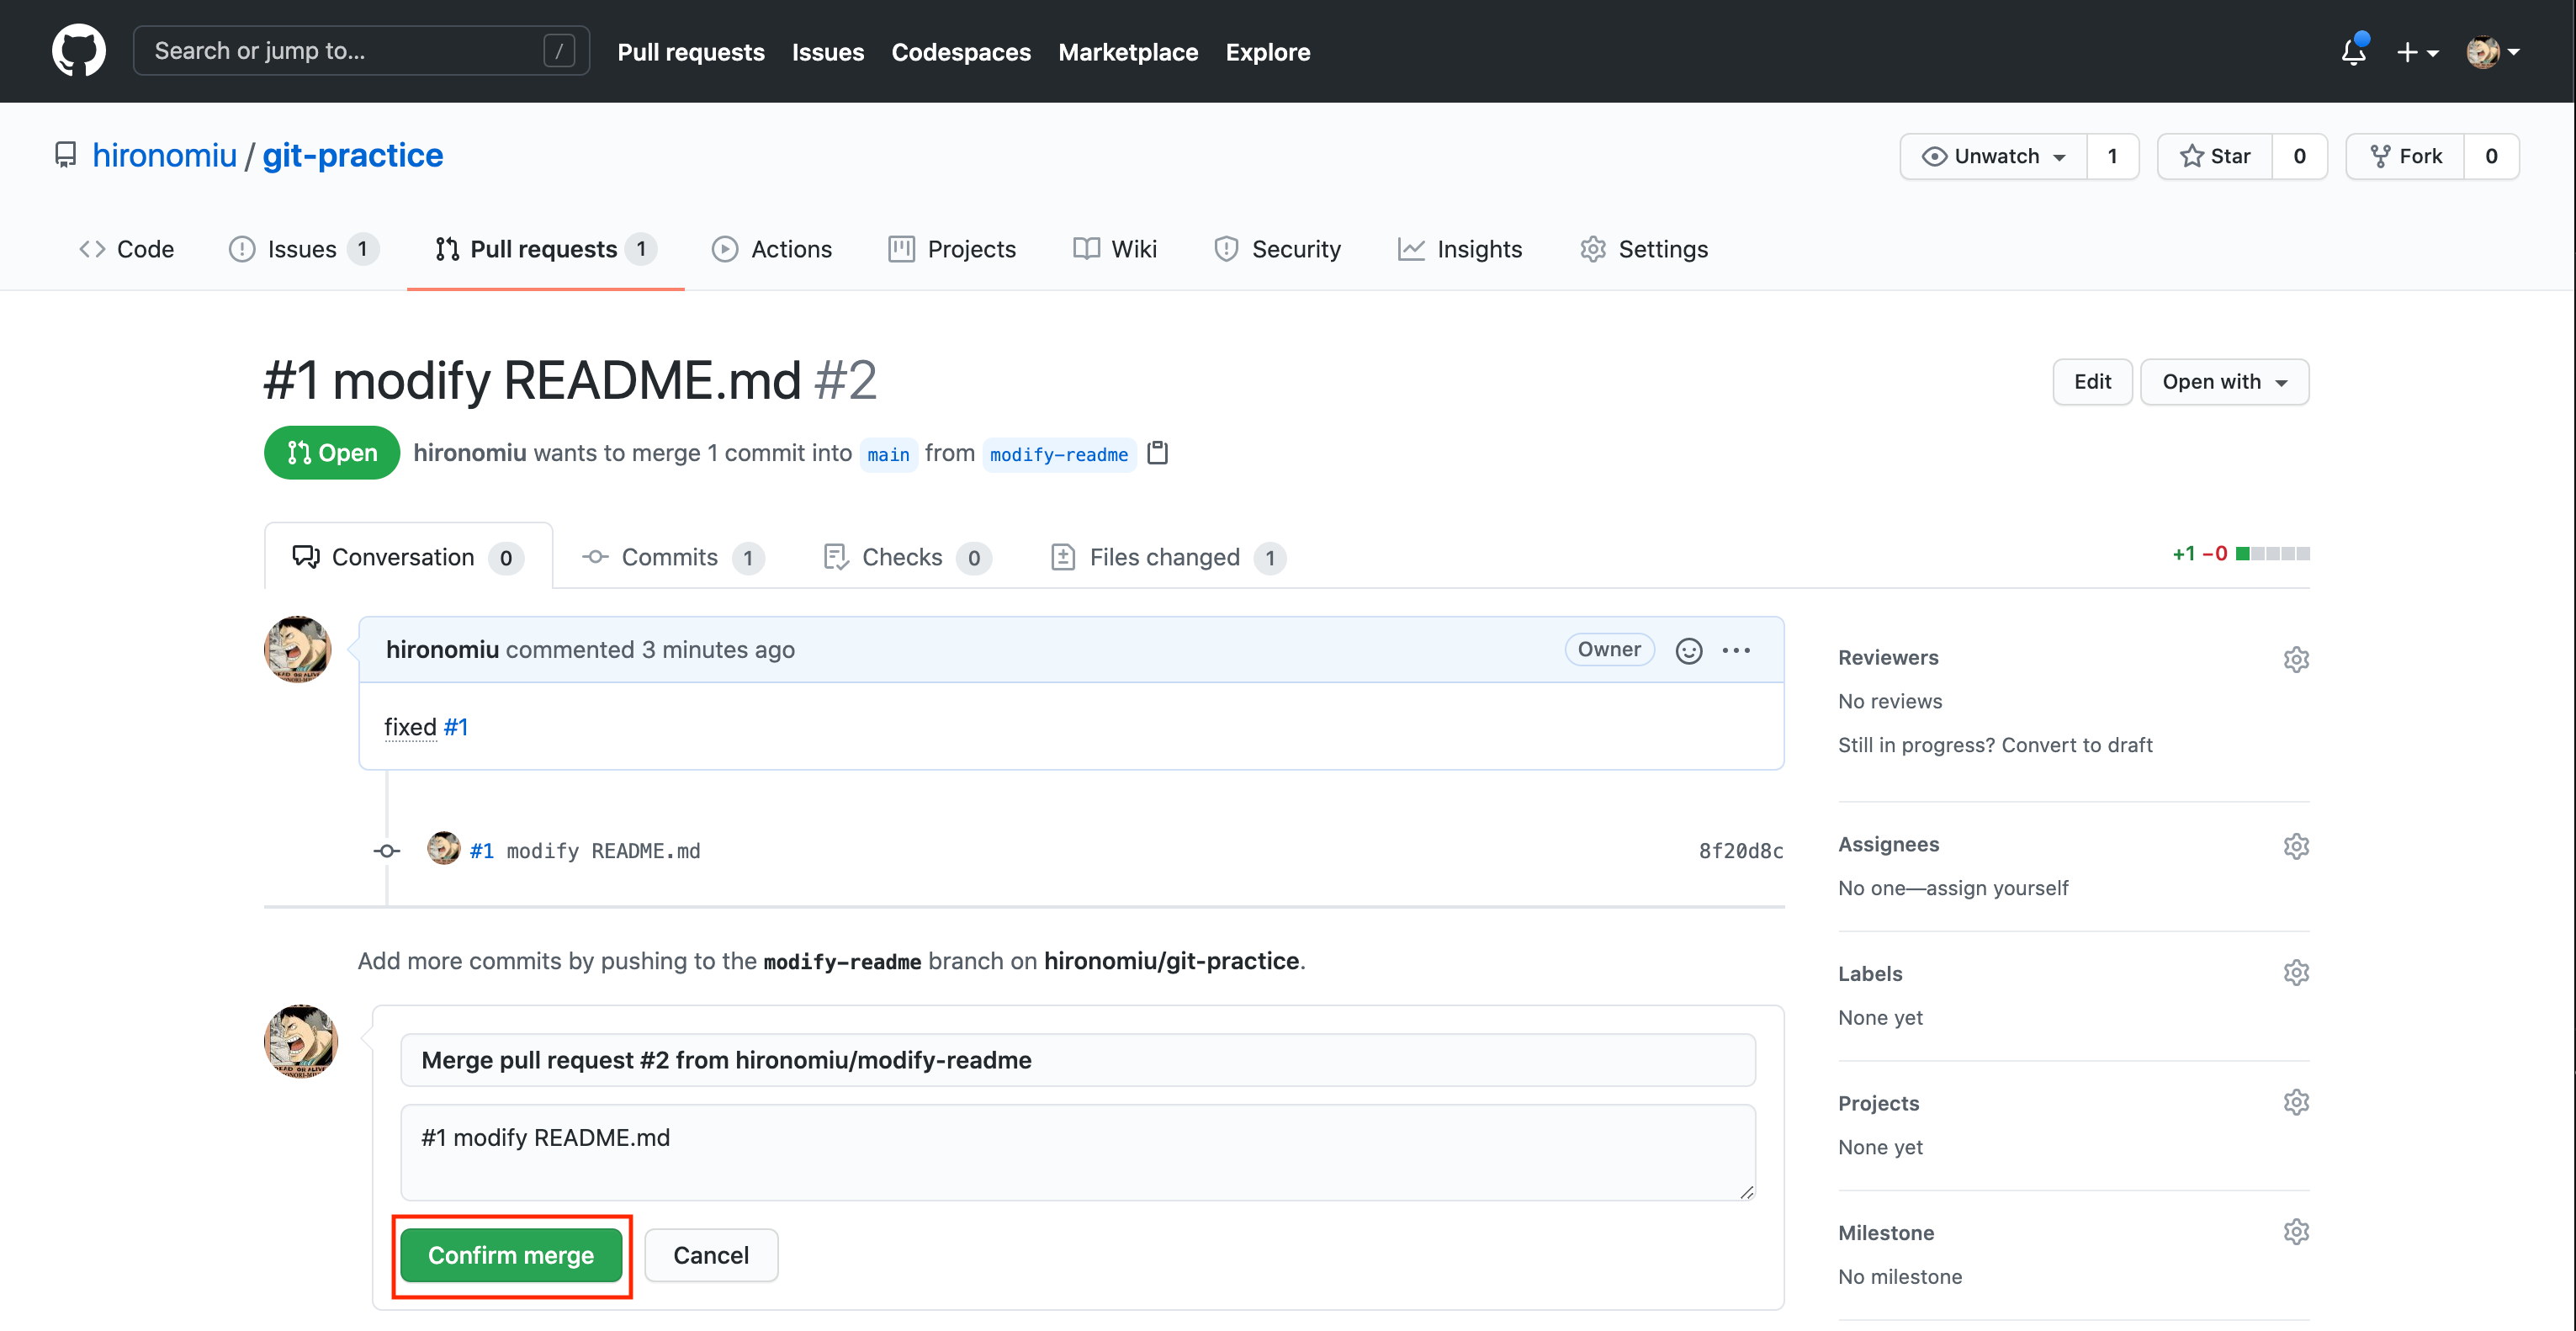 Search or jump to... /
Pull requests Issues Codespaces Marketplace Explore
hironomiu / git-practice
Unwatch 1 Star 0 Fork 0
Code Issues 1 Pull requests 1 Actions Projects Wiki Security Insights Settings
#1 modify README.md #2
Edit Open with
Open hironomiu wants to merge 1 commit into main from modify-readme
Conversation 0 Commits 1 Checks 0 Files changed 1
+1 −0
hironomiu commented 3 minutes ago
Owner
fixed #1
#1 modify README.md
8f20d8c
Add more commits by pushing to the modify-readme branch on hironomiu/git-practice.
Merge pull request #2 from hironomiu/modify-readme
#1 modify README.md
Confirm merge Cancel
Reviewers
No reviews
Still in progress? Convert to draft
Assignees
No one—assign yourself
Labels
None yet
Projects
None yet
Milestone
No milestone